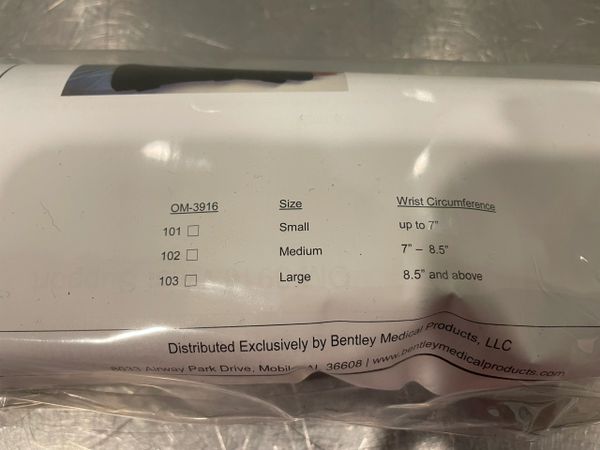 OM-3916 Size Wrist Circumference
101 ☐ Small up to 7"
102 ☐ Medium 7" – 8.5"
103 ☐ Large 8.5" and above
Distributed Exclusively by Bentley Medical Products, LLC
Airway Park Drive, AL 36608 | www.bentleymedicalproducts.com